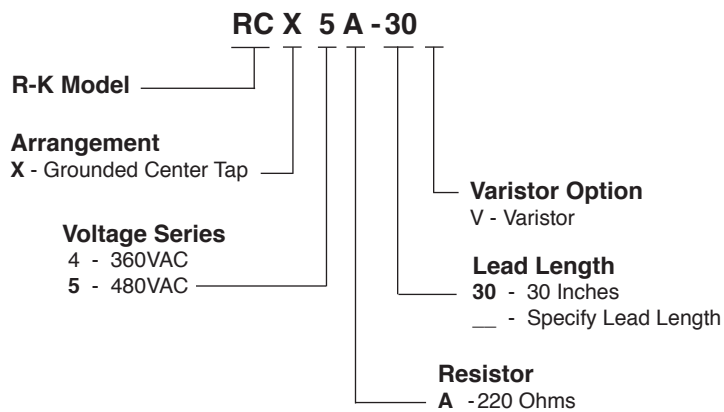 RC X 5 A - 30
R-K Model
Arrangement
X - Grounded Center Tap
Varistor Option
V - Varistor
Voltage Series
4 - 360VAC
5 - 480VAC
Lead Length
30 - 30 Inches
__ - Specify Lead Length
Resistor
A - 220 Ohms